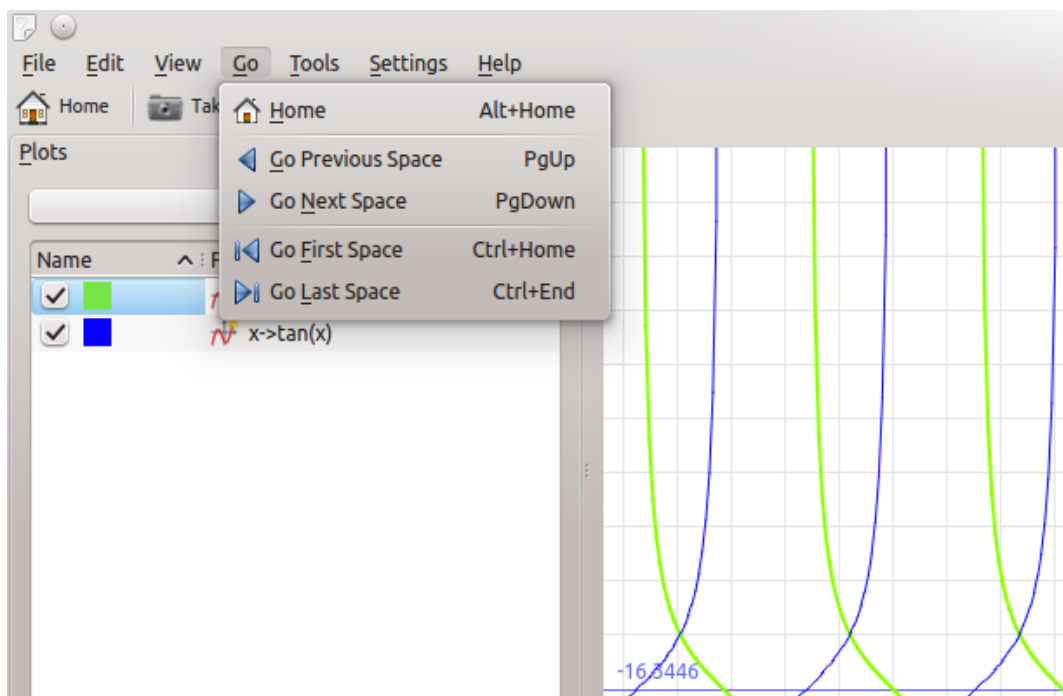 File Edit View Go Tools Settings Help
Home Tak
Home Alt+Home
Plots
Go Previous Space PgUp
Go Next Space PgDown
Go First Space Ctrl+Home
Name F
Go Last Space Ctrl+End
x->tan(x)
-16.3446